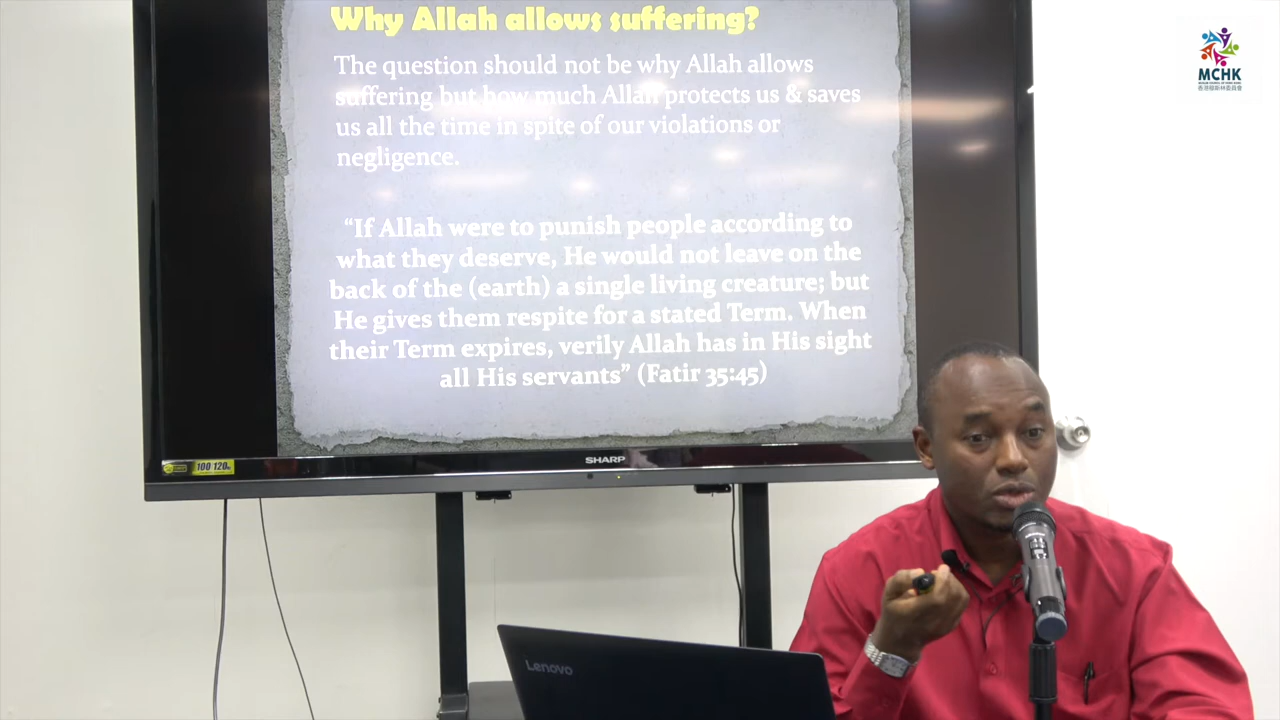 Why Allah allows suffering?
The question should not be why Allah allows
suffering but how much Allah protects us & saves
us all the time in spite of our violations or
negligence.
“If Allah were to punish people according to
what they deserve, He would not leave on the
back of the (earth) a single living creature; but
He gives them respite for a stated Term. When
their Term expires, verily Allah has in His sight
all His servants” (Fatir 35:45)
SHARP
100 120
Lenovo
MCHK